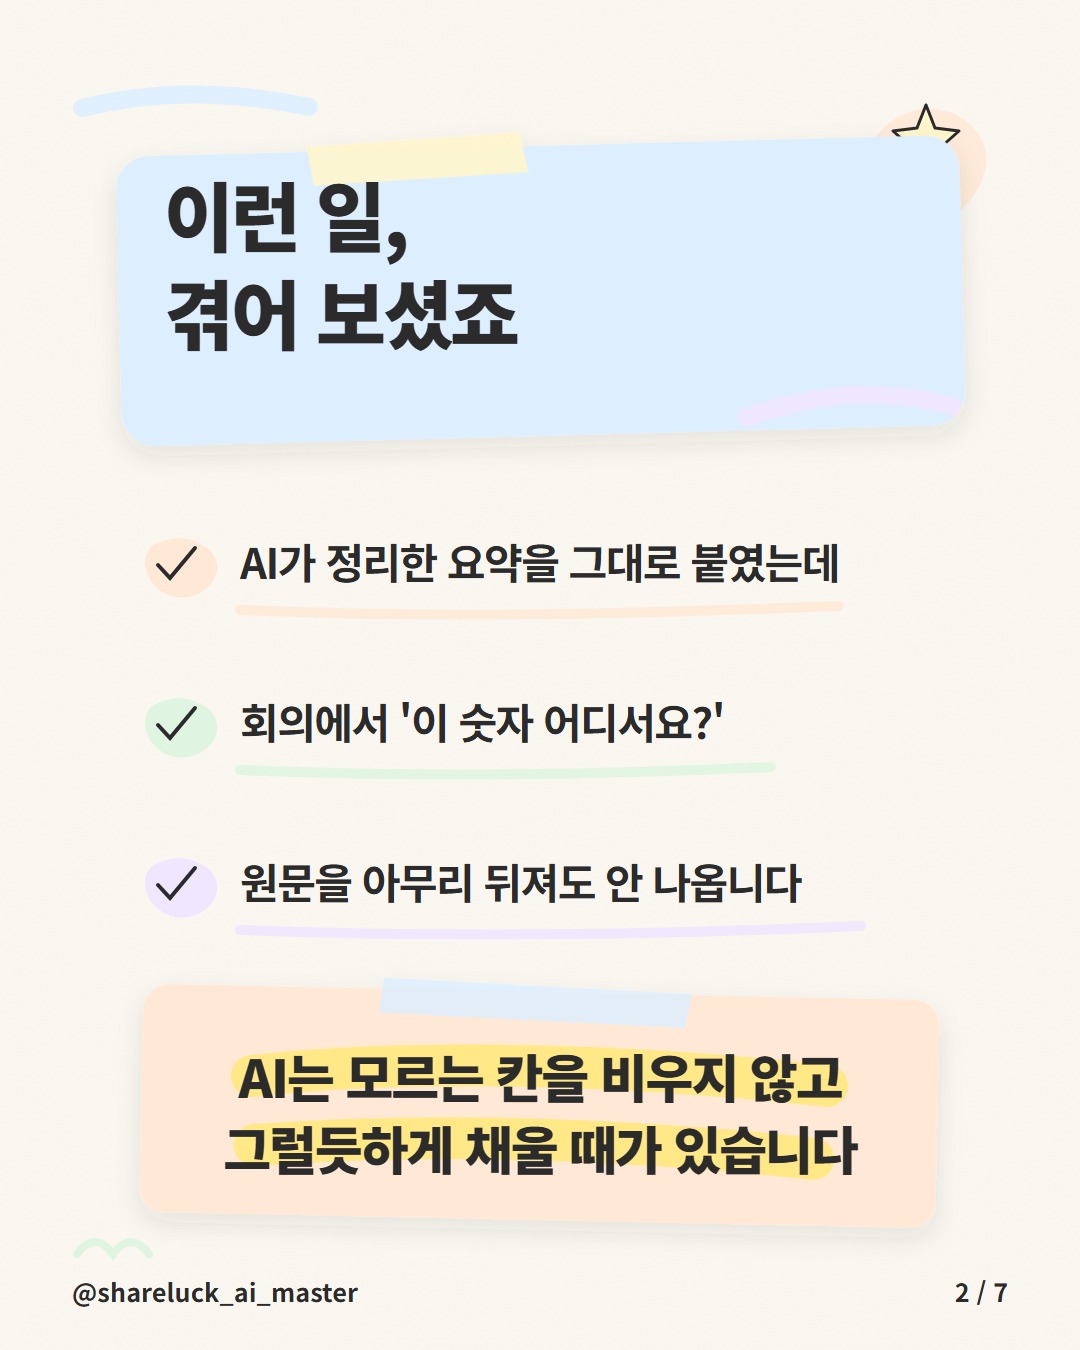 이런 일,
겪어 보셨죠
AI가 정리한 요약을 그대로 붙였는데
회의에서 '이 숫자 어디서요?'
원문을 아무리 뒤져도 안 나옵니다
AI는 모르는 칸을 비우지 않고
그럴듯하게 채울 때가 있습니다
@shareluck_ai_master
2 / 7